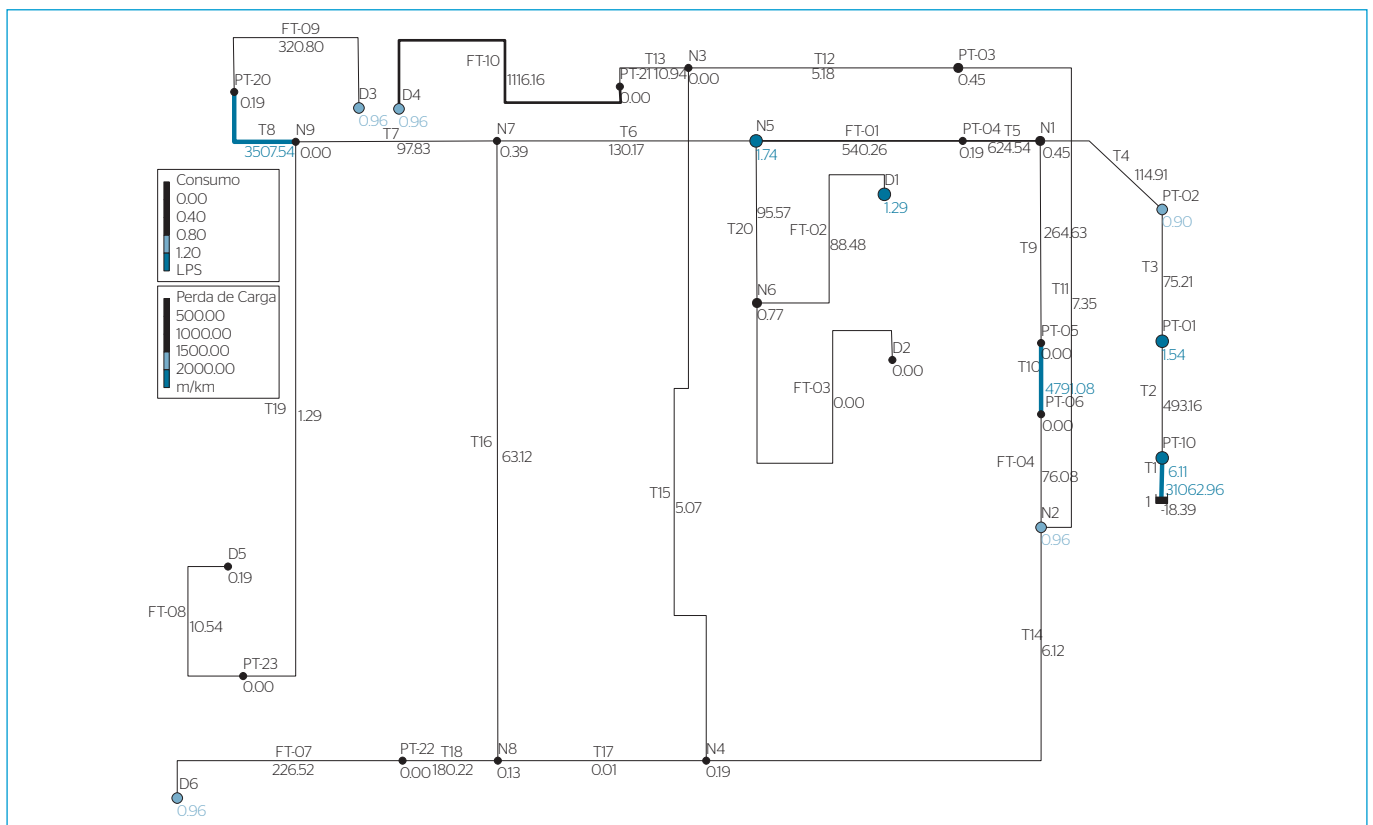 FT-09
320.80
PT-20
0.19
D3
0.96
D4
0.96
FT-10
1116.16
T13
PT-21
10.94
0.00
N3
0.00
T12
5.18
PT-03
0.45
T8
3507.54
N9
0.00
T7
97.83
N7
0.39
T6
130.17
N5
1.74
FT-01
540.26
PT-04
0.19
T5
624.54
N1
0.45
T4
114.91
PT-02
0.90
Consumo
0.00
0.40
0.80
1.20
LPS
Perda de Carga
500.00
1000.00
1500.00
2000.00
m/km
D1
1.29
95.57
T20
FT-02
88.48
N6
0.77
D2
0.00
FT-03
0.00
264.63
T9
T11
7.35
PT-05
0.00
T10
4791.08
PT-06
0.00
FT-04
76.08
N2
0.96
T3
75.21
PT-01
1.54
T2
493.16
PT-10
T1
6.11
31062.96
1
-18.39
T19
1.29
T16
63.12
T15
5.07
D5
0.19
FT-08
10.54
PT-23
0.00
T14
6.12
FT-07
226.52
PT-22
0.00
T18
180.22
N8
0.13
T17
0.01
N4
0.19
D6
0.96